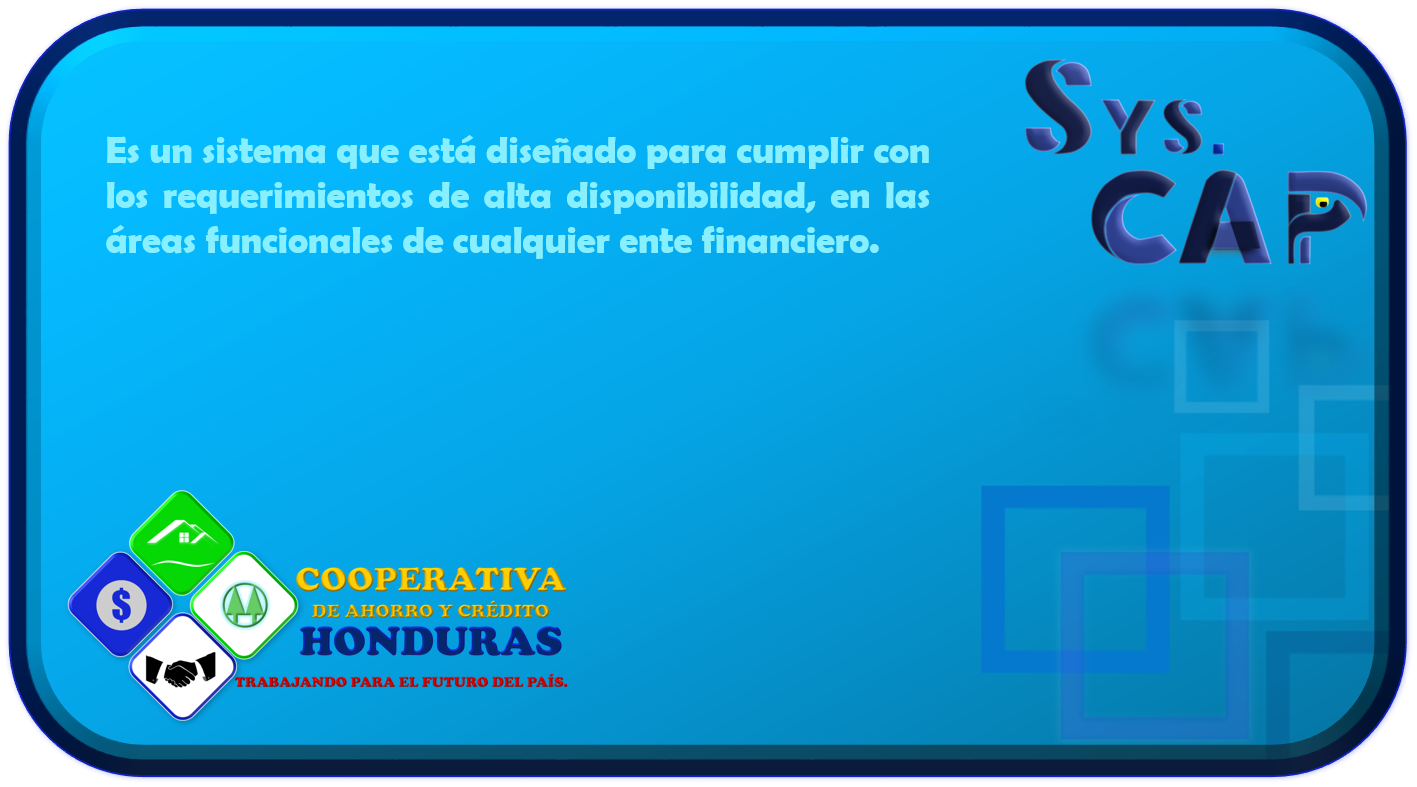 Es un sistema que está diseñado para cumplir con
los requerimientos de alta disponibilidad, en las
áreas funcionales de cualquier ente financiero.
SYS.
CAP
$
COOPERATIVA
DE AHORRO Y CRÉDITO
HONDURAS
TRABAJANDO PARA EL FUTURO DEL PAÍS.